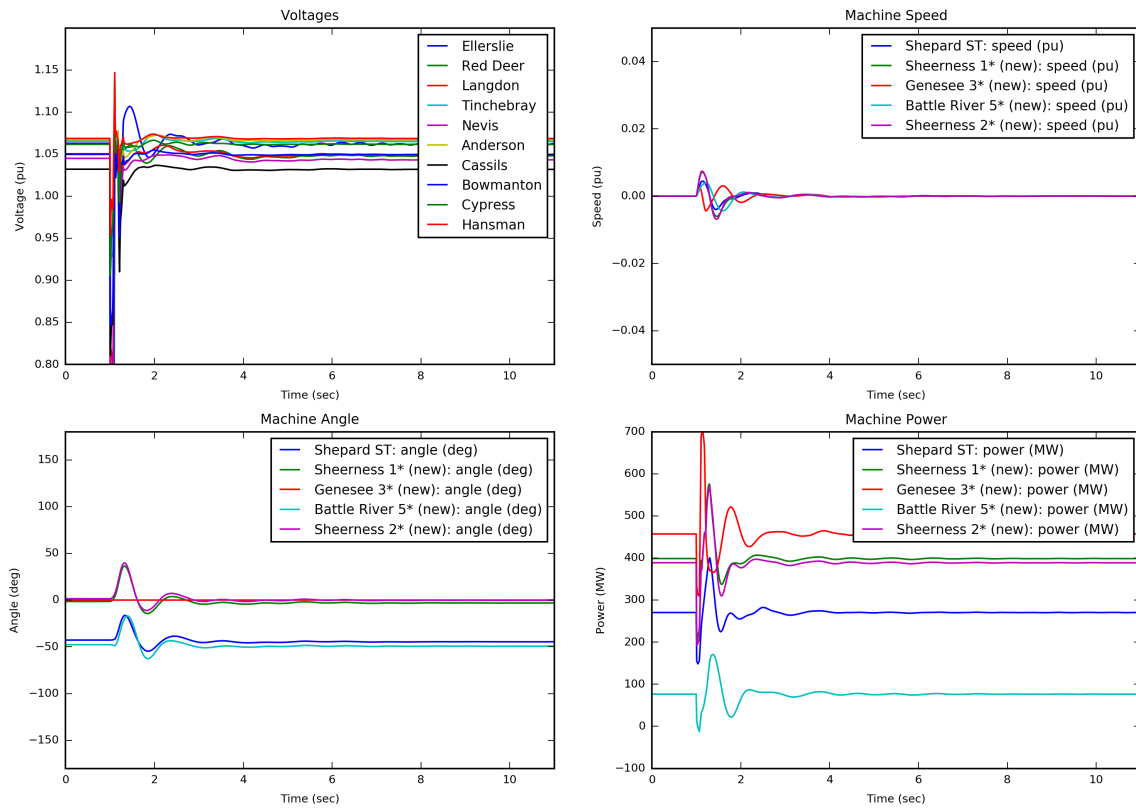 Voltages
Voltage (pu)
1.15
1.10
1.05
1.00
0.95
0.90
0.85
0.80
0 2 4 6 8 10
Time (sec)
Ellerslie
Red Deer
Langdon
Tinchebray
Nevis
Anderson
Cassils
Bowmanton
Cypress
Hansman
Machine Speed
Speed (pu)
0.04
0.02
0.00
−0.02
−0.04
0 2 4 6 8 10
Time (sec)
Shepard ST: speed (pu)
Sheerness 1* (new): speed (pu)
Genesee 3* (new): speed (pu)
Battle River 5* (new): speed (pu)
Sheerness 2* (new): speed (pu)
Machine Angle
Angle (deg)
150
100
50
0
−50
−100
−150
0 2 4 6 8 10
Time (sec)
Shepard ST: angle (deg)
Sheerness 1* (new): angle (deg)
Genesee 3* (new): angle (deg)
Battle River 5* (new): angle (deg)
Sheerness 2* (new): angle (deg)
Machine Power
Power (MW)
700
600
500
400
300
200
100
0
−100
0 2 4 6 8 10
Time (sec)
Shepard ST: power (MW)
Sheerness 1* (new): power (MW)
Genesee 3* (new): power (MW)
Battle River 5* (new): power (MW)
Sheerness 2* (new): power (MW)